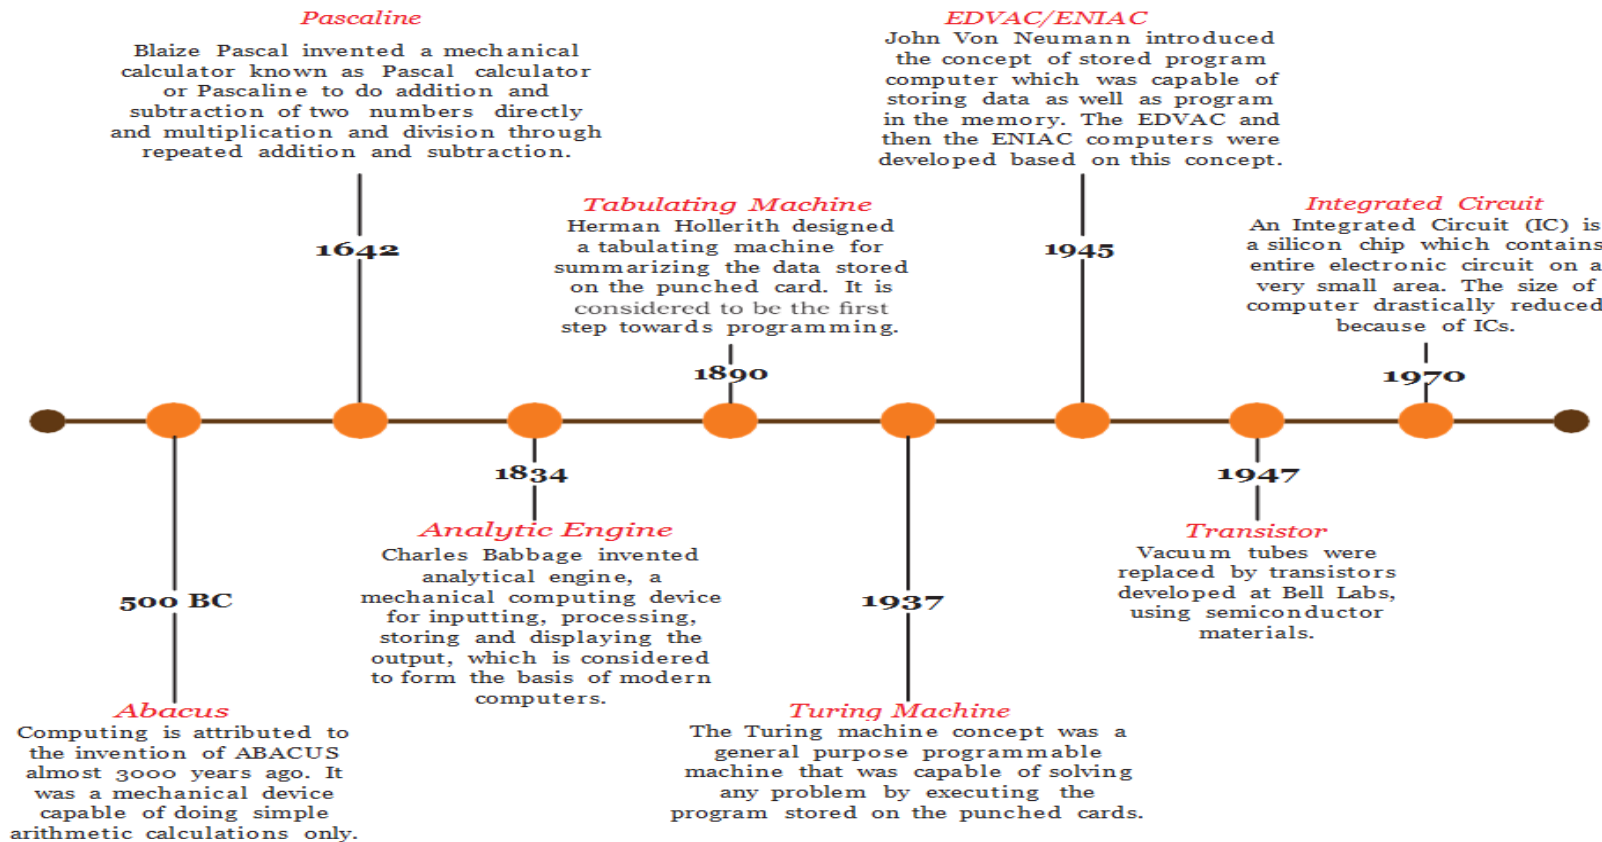 Pascaline
Blaize Pascal invented a mechanical
calculator known as Pascal calculator
or Pascaline to do addition and
subtraction of two numbers directly
and multiplication and division through
repeated addition and subtraction.
1642
EDVAC/ENIAC
John Von Neumann introduced
the concept of stored program
computer which was capable of
storing data as well as program
in the memory. The EDVAC and
then the ENIAC computers were
developed based on this concept.
1945
Tabulating Machine
Herman Hollerith designed
a tabulating machine for
summarizing the data stored
on the punched card. It is
considered to be the first
step towards programming.
1890
Integrated Circuit
An Integrated Circuit (IC) is
a silicon chip which contains
entire electronic circuit on a
very small area. The size of
computer drastically reduced
because of ICs.
1970
500 BC
Abacus
Computing is attributed to
the invention of ABACUS
almost 3000 years ago. It
was a mechanical device
capable of doing simple
arithmetic calculations only.
1834
Analytic Engine
Charles Babbage invented
analytical engine, a
mechanical computing device
for inputting, processing,
storing and displaying the
output, which is considered
to form the basis of modern
computers.
1937
Turing Machine
The Turing machine concept was a
general purpose programmable
machine that was capable of solving
any problem by executing the
program stored on the punched cards.
1947
Transistor
Vacuum tubes were
replaced by transistors
developed at Bell Labs,
using semiconductor
materials.